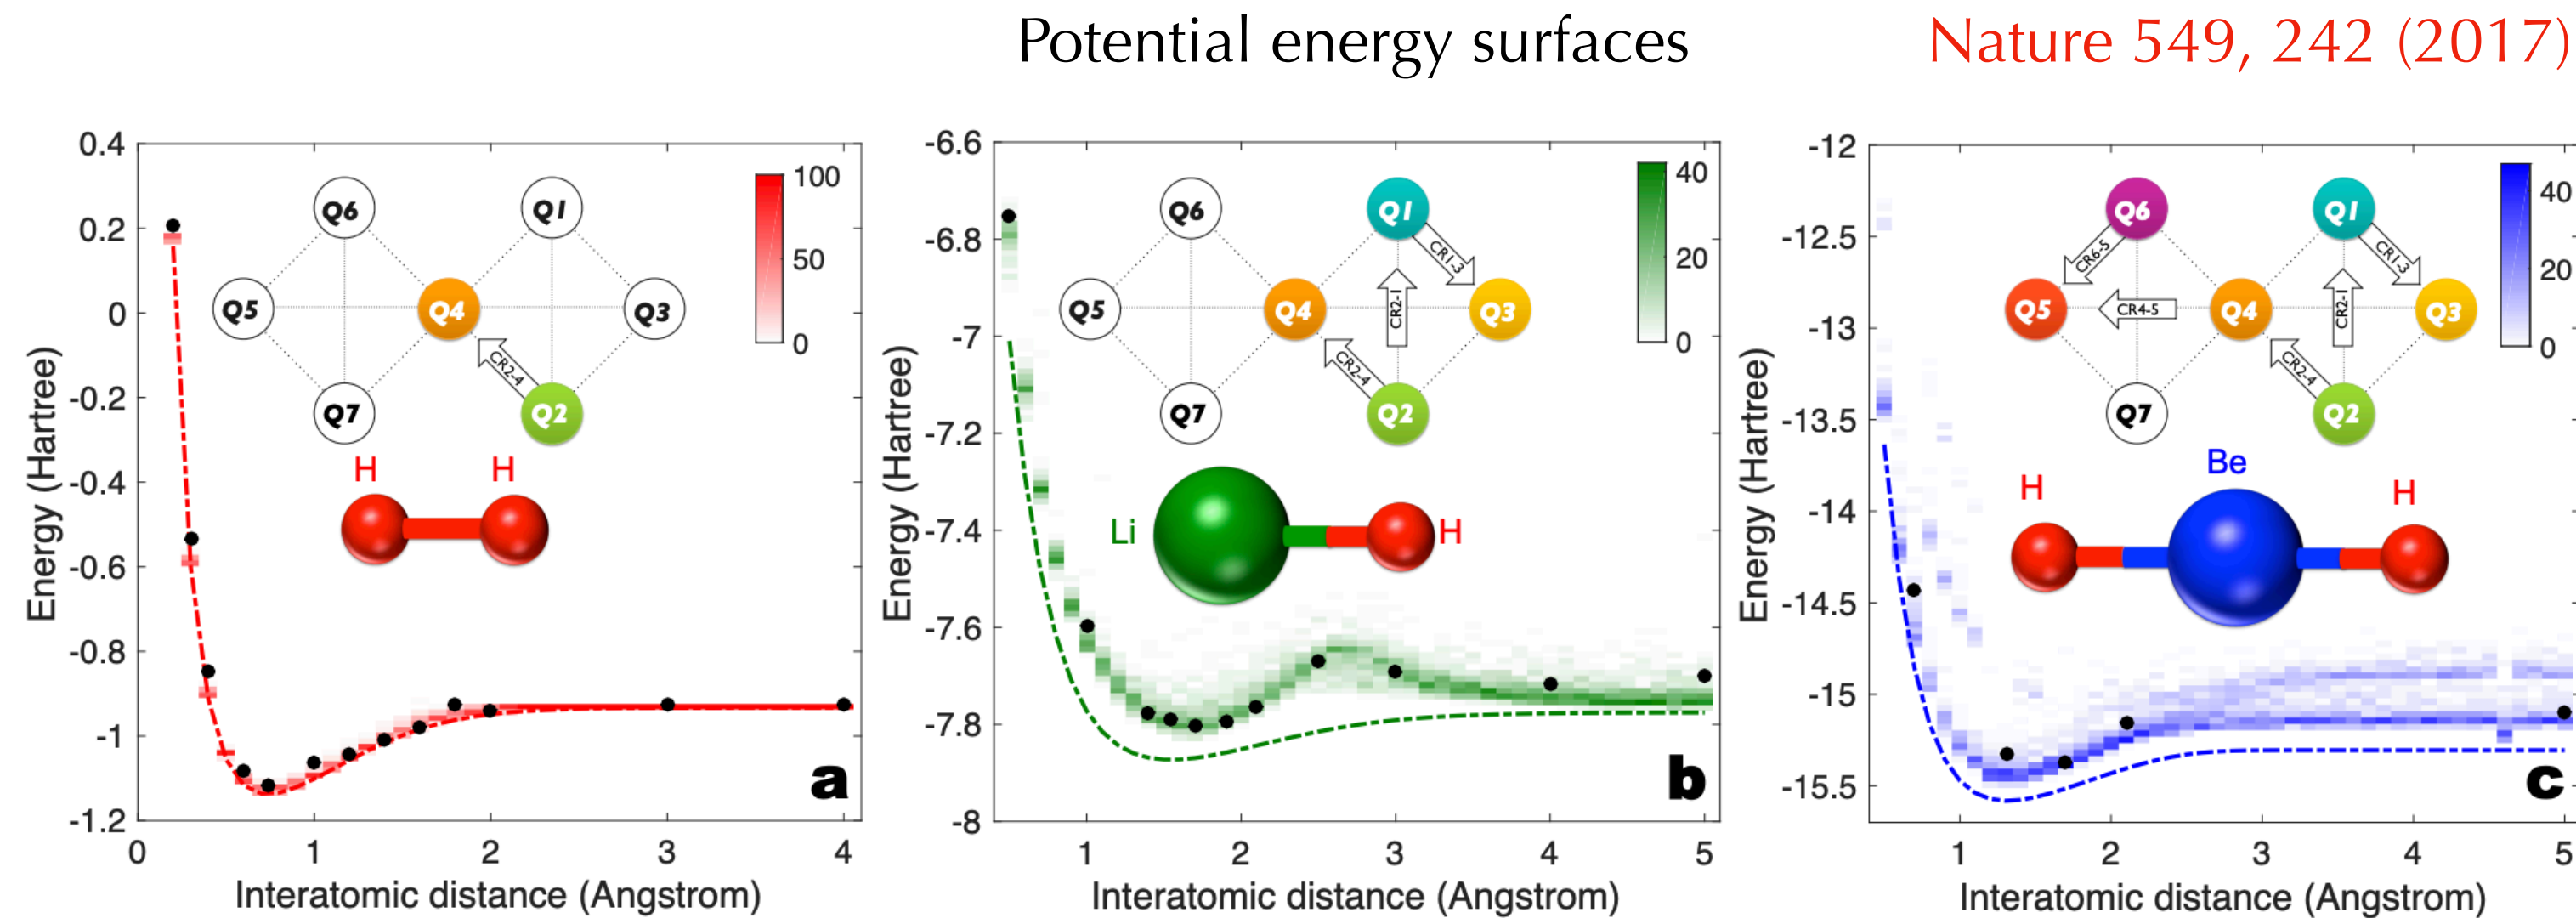 Potential energy surfaces
Nature 549, 242 (2017)
Energy (Hartree)
0.4
0.2
0
-0.2
-0.4
-0.6
-0.8
-1
-1.2
0 1 2 3 4
Interatomic distance (Angstrom)
100
50
0
Q6 Q1
Q5 Q4 Q3
CR2-4
Q7 Q2
H H
a
Energy (Hartree)
-6.6
-6.8
-7
-7.2
-7.4
-7.6
-7.8
-8
1 2 3 4 5
Interatomic distance (Angstrom)
40
20
0
Q6 Q1
CR1-3
Q5 Q4 CR2-1 Q3
CR2-4
Q7 Q2
Li H
b
Energy (Hartree)
-12
-12.5
-13
-13.5
-14
-14.5
-15
-15.5
1 2 3 4 5
Interatomic distance (Angstrom)
40
20
0
Q6 Q1
CR6-5 CR1-3
Q5 CR4-5 Q4 CR2-1 Q3
CR2-4
Q7 Q2
Be
H H
c